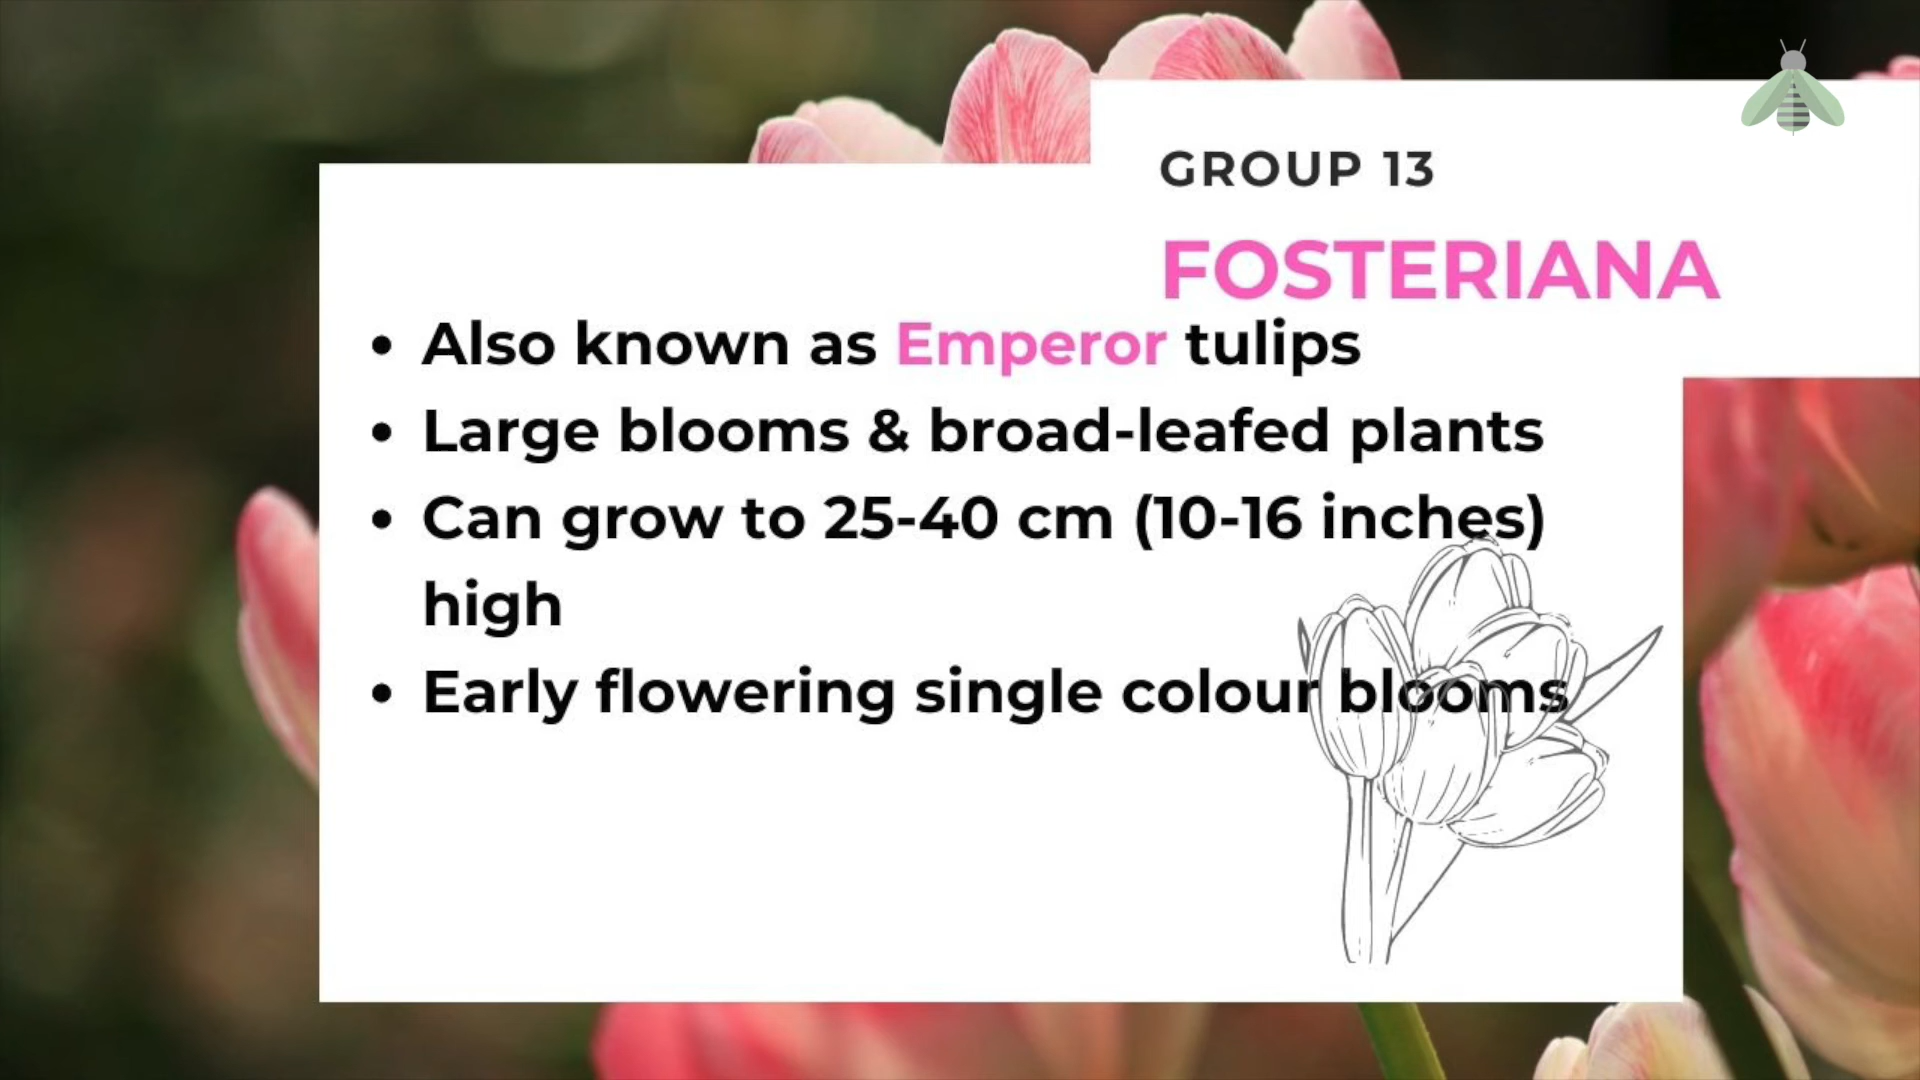 GROUP 13
FOSTERIANA
• Also known as Emperor tulips
• Large blooms & broad-leafed plants
• Can grow to 25-40 cm (10-16 inches)
high
• Early flowering single colour blooms